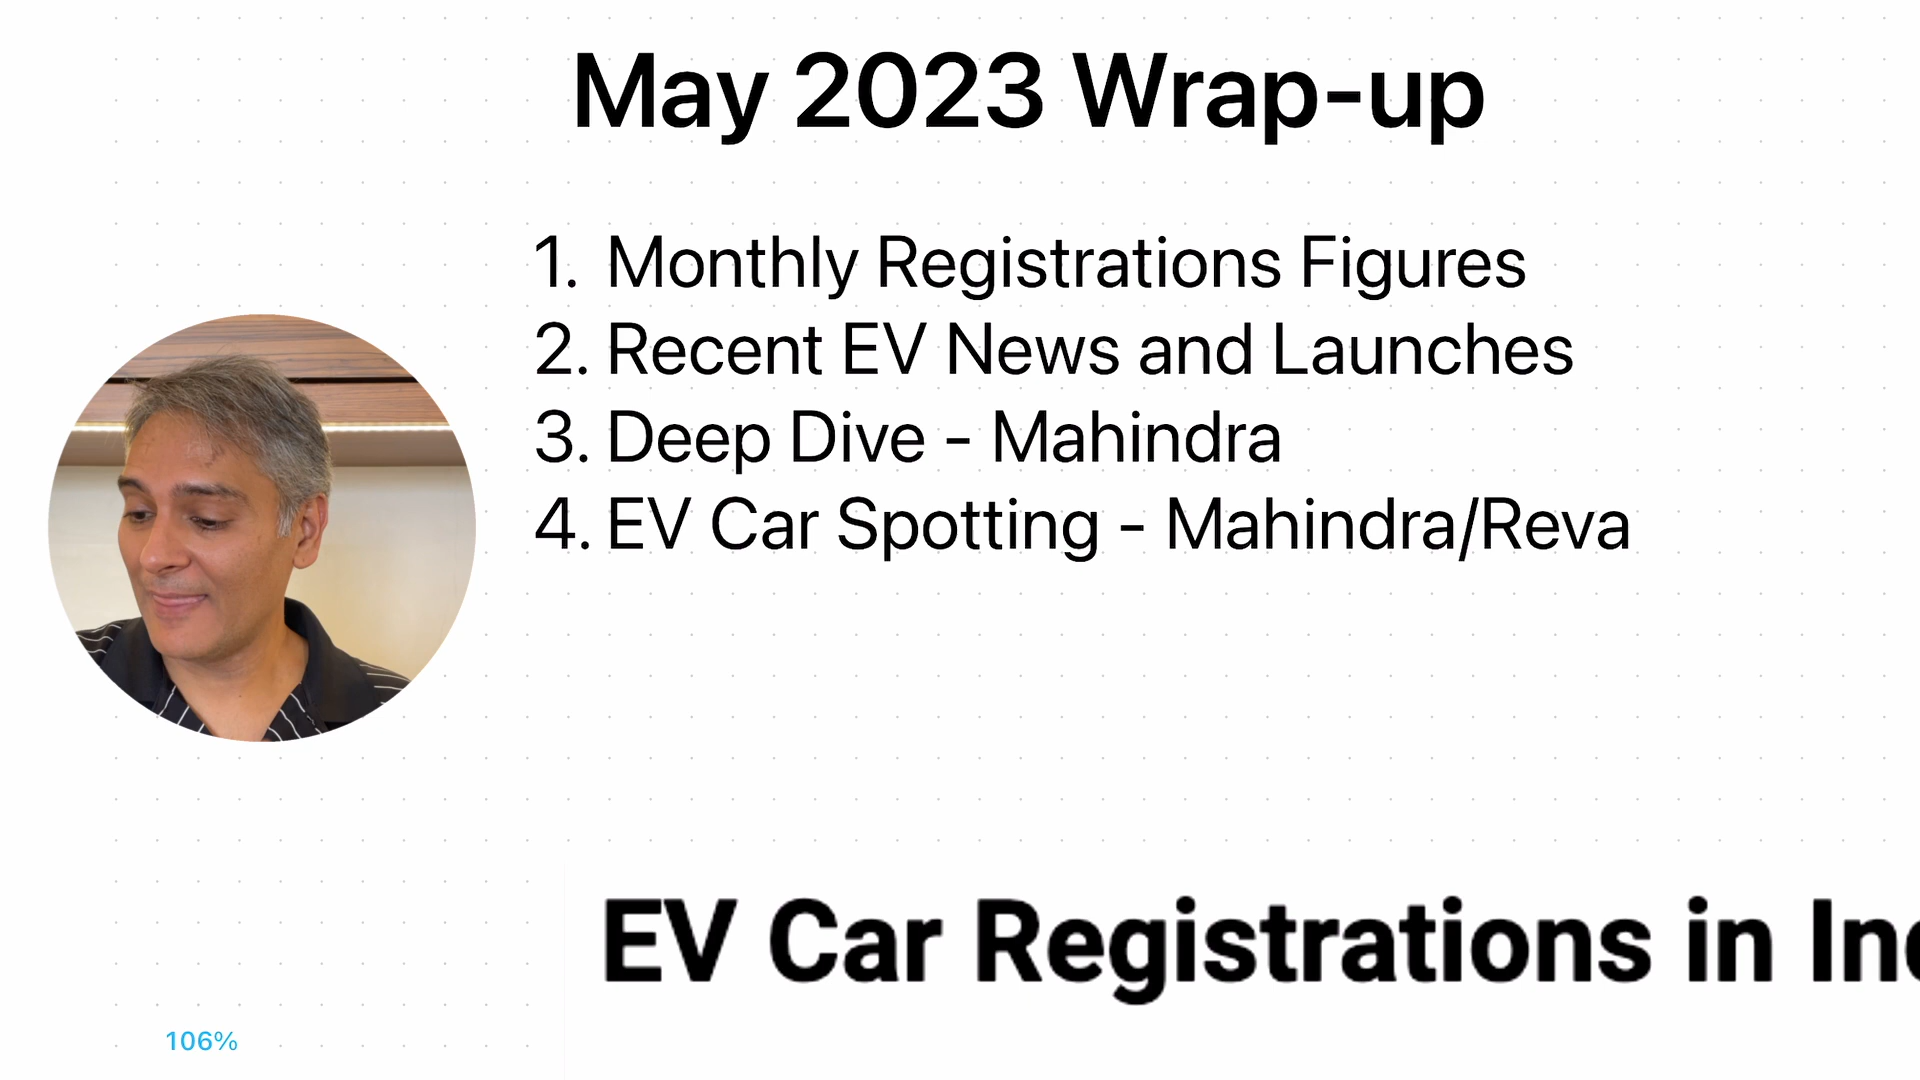 May 2023 Wrap-up
1. Monthly Registrations Figures
2. Recent EV News and Launches
3. Deep Dive - Mahindra
4. EV Car Spotting - Mahindra/Reva
EV Car Registrations in
106%